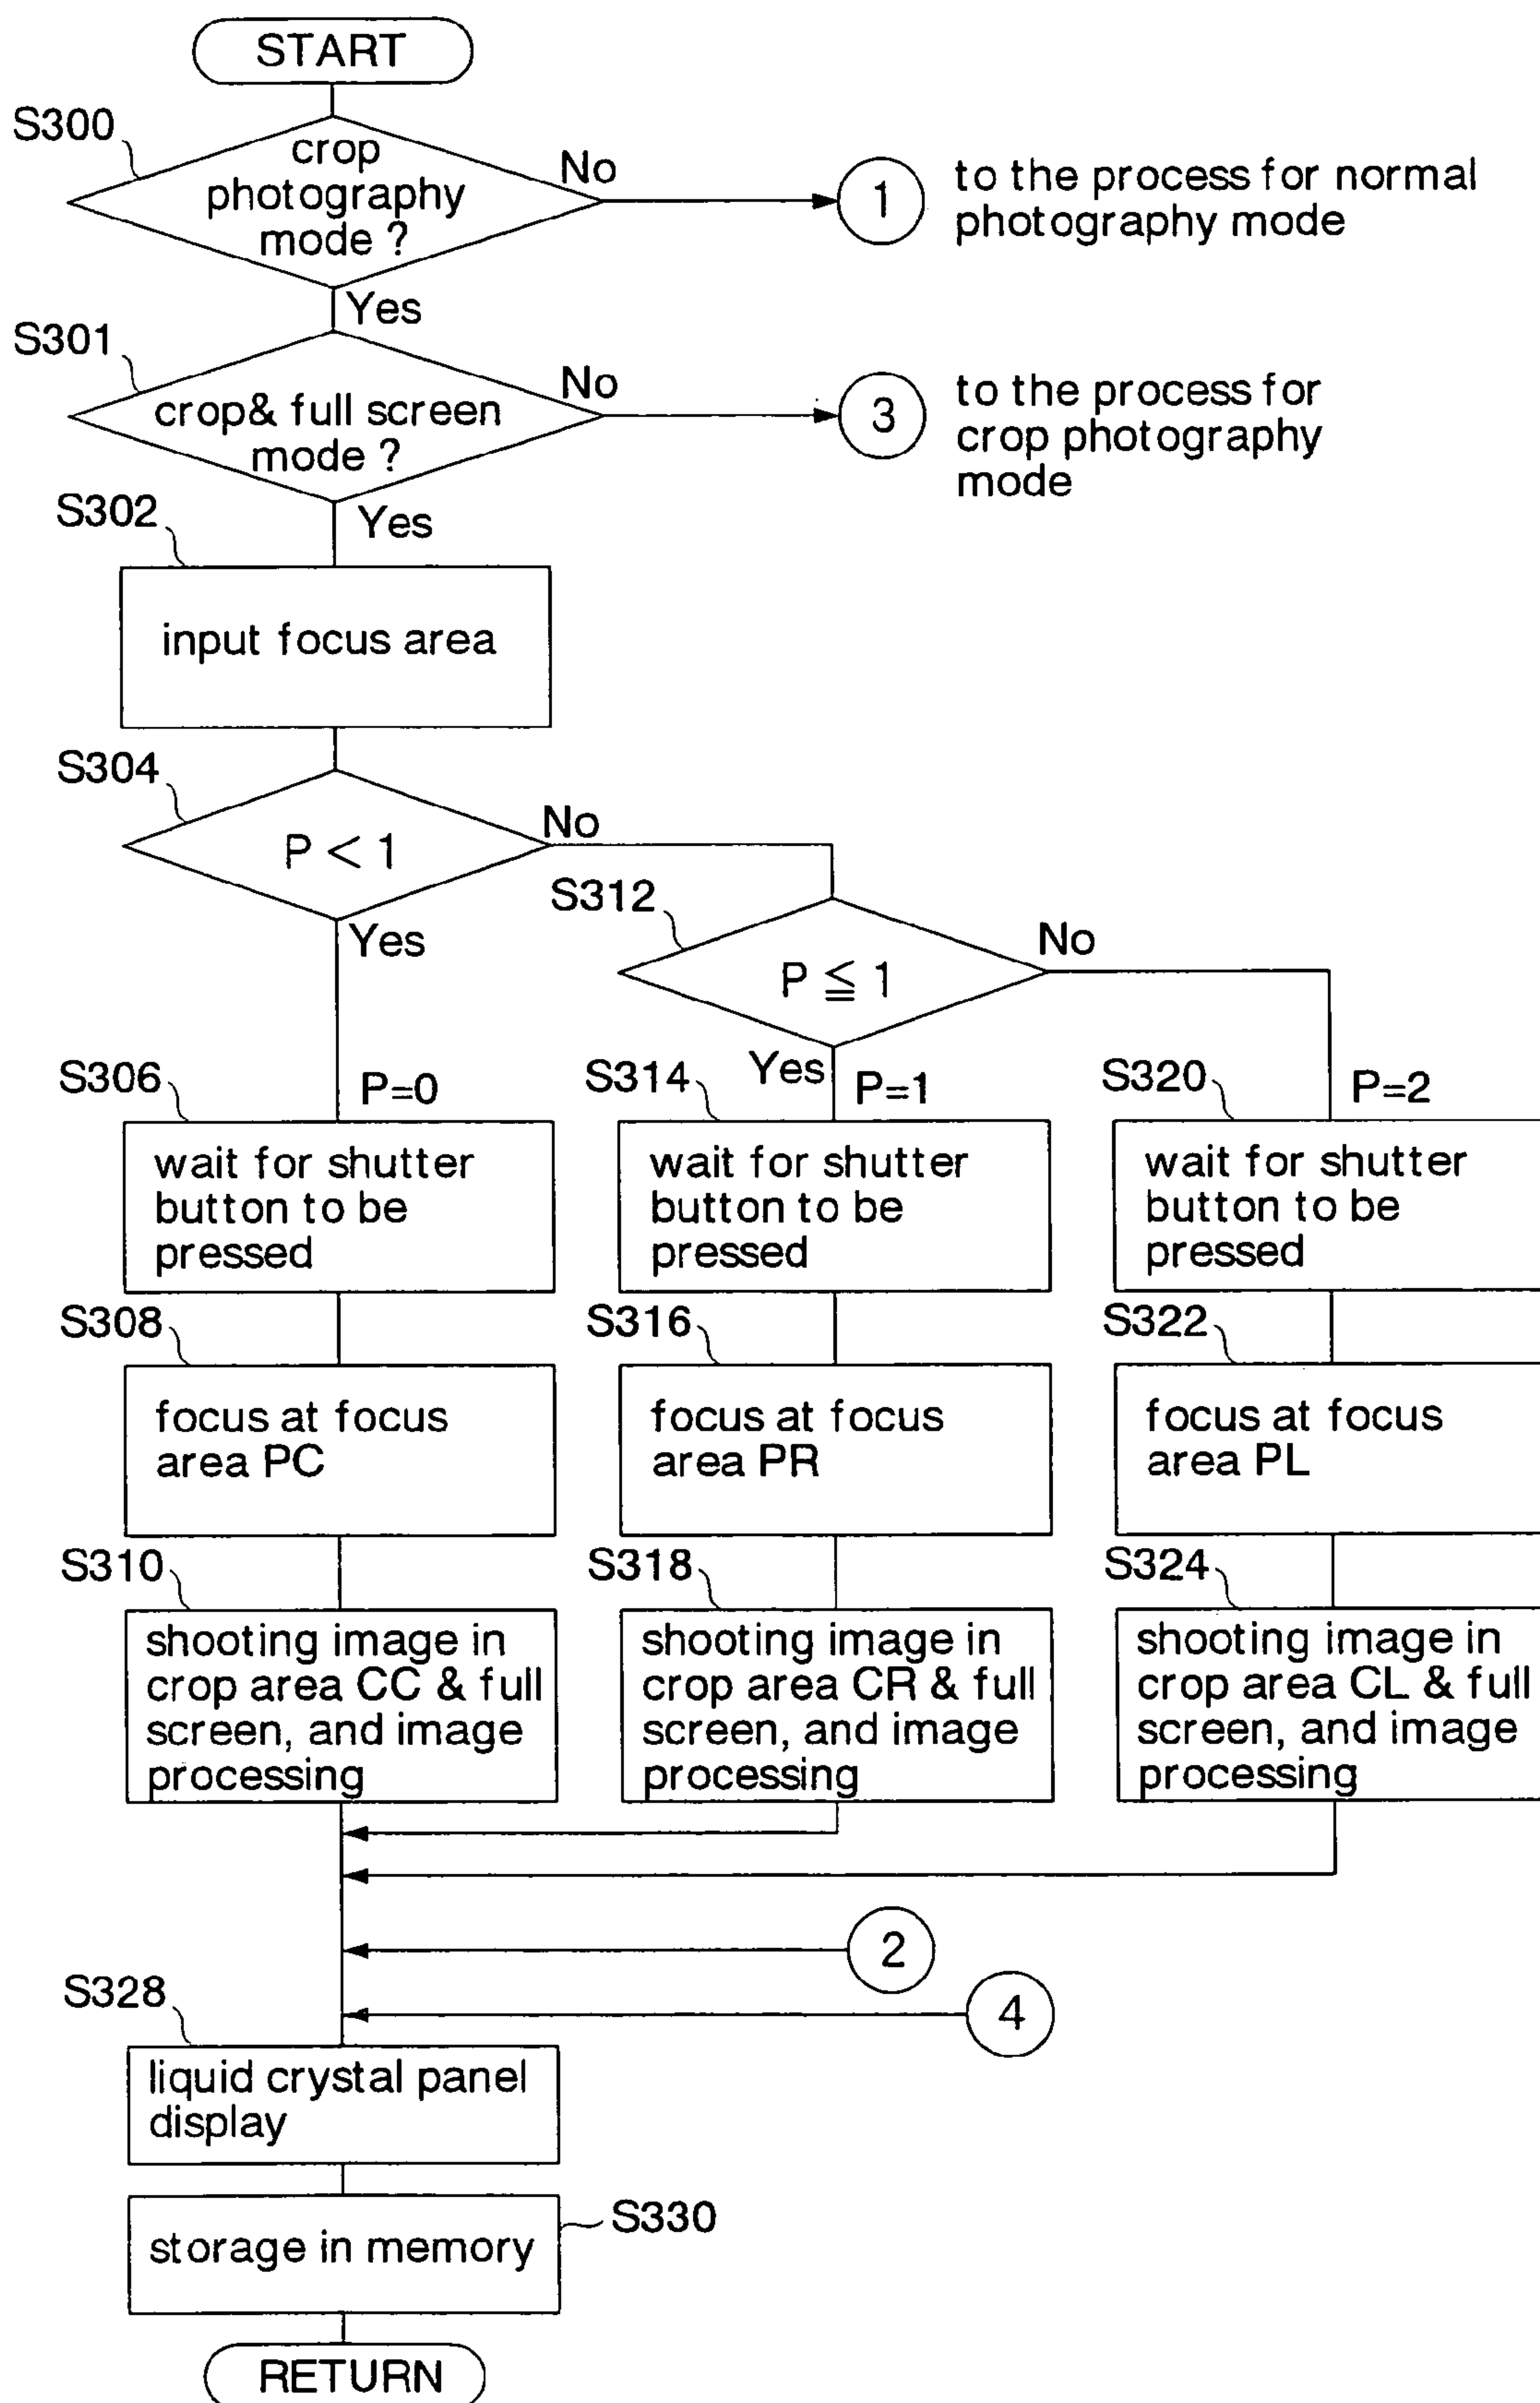 START
S300
crop
photography
mode ?
No
1
to the process for normal
photography mode
Yes
S301
crop& full screen
mode ?
No
3
to the process for
crop photography
mode
Yes
S302
input focus area
S304
P < 1
No
Yes
S312
P ≦ 1
No
Yes
S306
P=0
S314
P=1
S320
P=2
wait for shutter
button to be
pressed
wait for shutter
button to be
pressed
wait for shutter
button to be
pressed
S308
S316
S322
focus at focus
area PC
focus at focus
area PR
focus at focus
area PL
S310
S318
S324
shooting image in
crop area CC & full
screen, and image
processing
shooting image in
crop area CR & full
screen, and image
processing
shooting image in
crop area CL & full
screen, and image
processing
2
4
S328
liquid crystal panel
display
storage in memory
S330
RETURN